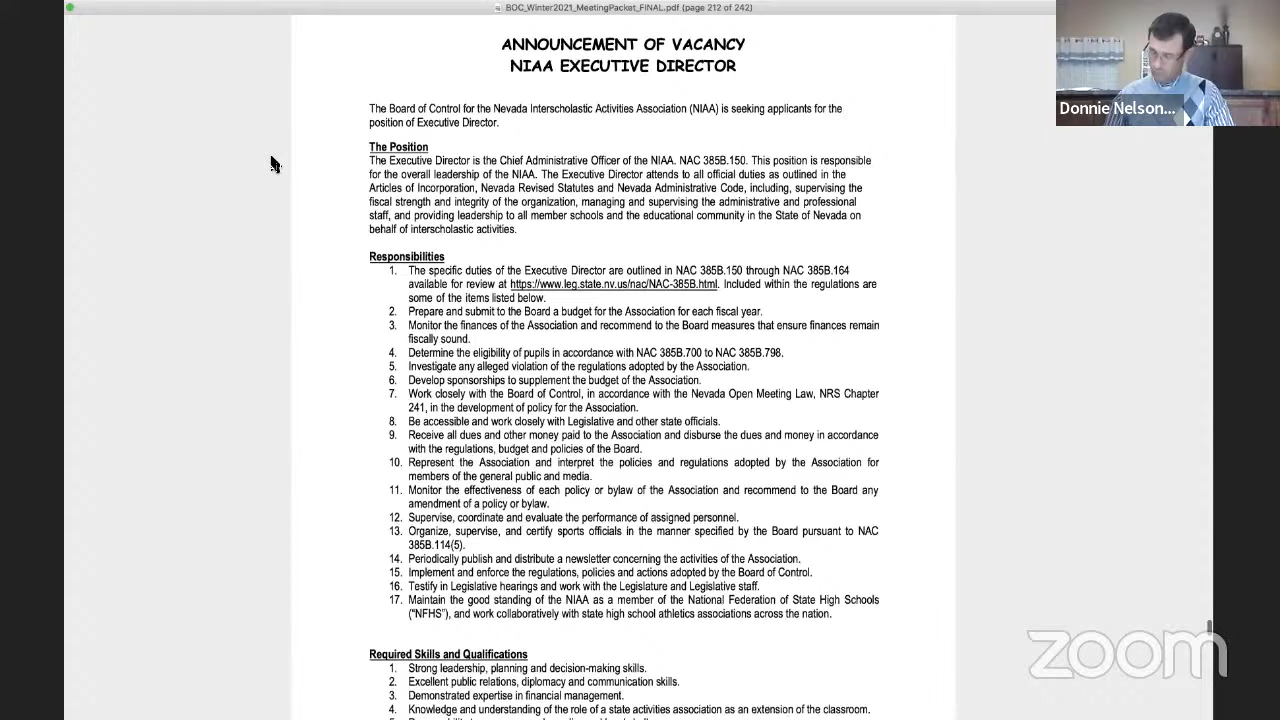 BOC_Winter2021_MeetingPacket_FINAL.pdf (page 212 of 242)
ANNOUNCEMENT OF VACANCY
NIAA EXECUTIVE DIRECTOR
Donnie Nelson...
The Board of Control for the Nevada Interscholastic Activities Association (NIAA) is seeking applicants for the
position of Executive Director.
The Position
The Executive Director is the Chief Administrative Officer of the NIAA. NAC 385B.150. This position is responsible
for the overall leadership of the NIAA. The Executive Director attends to all official duties as outlined in the
Articles of Incorporation, Nevada Revised Statutes and Nevada Administrative Code, including, supervising the
fiscal strength and integrity of the organization, managing and supervising the administrative and professional
staff, and providing leadership to all member schools and the educational community in the State of Nevada on
behalf of interscholastic activities.
Responsibilities
1. The specific duties of the Executive Director are outlined in NAC 385B.150 through NAC 385B.164
available for review at https://www.leg.state.nv.us/nac/NAC-385B.html. Included within the regulations are
some of the items listed below.
2. Prepare and submit to the Board a budget for the Association for each fiscal year.
3. Monitor the finances of the Association and recommend to the Board measures that ensure finances remain
fiscally sound.
4. Determine the eligibility of pupils in accordance with NAC 385B.700 to NAC 385B.798.
5. Investigate any alleged violation of the regulations adopted by the Association.
6. Develop sponsorships to supplement the budget of the Association.
7. Work closely with the Board of Control, in accordance with the Nevada Open Meeting Law, NRS Chapter
241, in the development of policy for the Association.
8. Be accessible and work closely with Legislative and other state officials.
9. Receive all dues and other money paid to the Association and disburse the dues and money in accordance
with the regulations, budget and policies of the Board.
10. Represent the Association and interpret the policies and regulations adopted by the Association for
members of the general public and media.
11. Monitor the effectiveness of each policy or bylaw of the Association and recommend to the Board any
amendment of a policy or bylaw.
12. Supervise, coordinate and evaluate the performance of assigned personnel.
13. Organize, supervise, and certify sports officials in the manner specified by the Board pursuant to NAC
385B.114(5).
14. Periodically publish and distribute a newsletter concerning the activities of the Association.
15. Implement and enforce the regulations, policies and actions adopted by the Board of Control.
16. Testify in Legislative hearings and work with the Legislature and Legislative staff.
17. Maintain the good standing of the NIAA as a member of the National Federation of State High Schools
("NFHS"), and work collaboratively with state high school athletics associations across the nation.
Required Skills and Qualifications
1. Strong leadership, planning and decision-making skills.
2. Excellent public relations, diplomacy and communication skills.
3. Demonstrated expertise in financial management.
4. Knowledge and understanding of the role of a state activities association as an extension of the classroom.
zoom